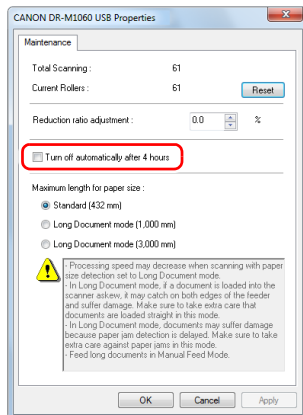 CANON DR-M1060 USB Properties
Maintenance
Total Scanning : 61
Current Rollers : 61 Reset
Reduction ratio adjustment : 0.0 %
Turn off automatically after 4 hours
Maximum length for paper size :
Standard (432 mm)
Long Document mode (1,000 mm)
Long Document mode (3,000 mm)
- Processing speed may decrease when scanning with paper
size detection set to Long Document mode.
- In Long Document mode, if a document is loaded into the
scanner askew, it may catch on both edges of the feeder
and suffer damage. Make sure to take extra care that
documents are loaded straight in this mode.
- In Long Document mode, documents may suffer damage
because paper jam detection is delayed. Make sure to take
extra care against paper jams in this mode.
- Feed long documents in Manual Feed Mode.
OK Cancel Apply